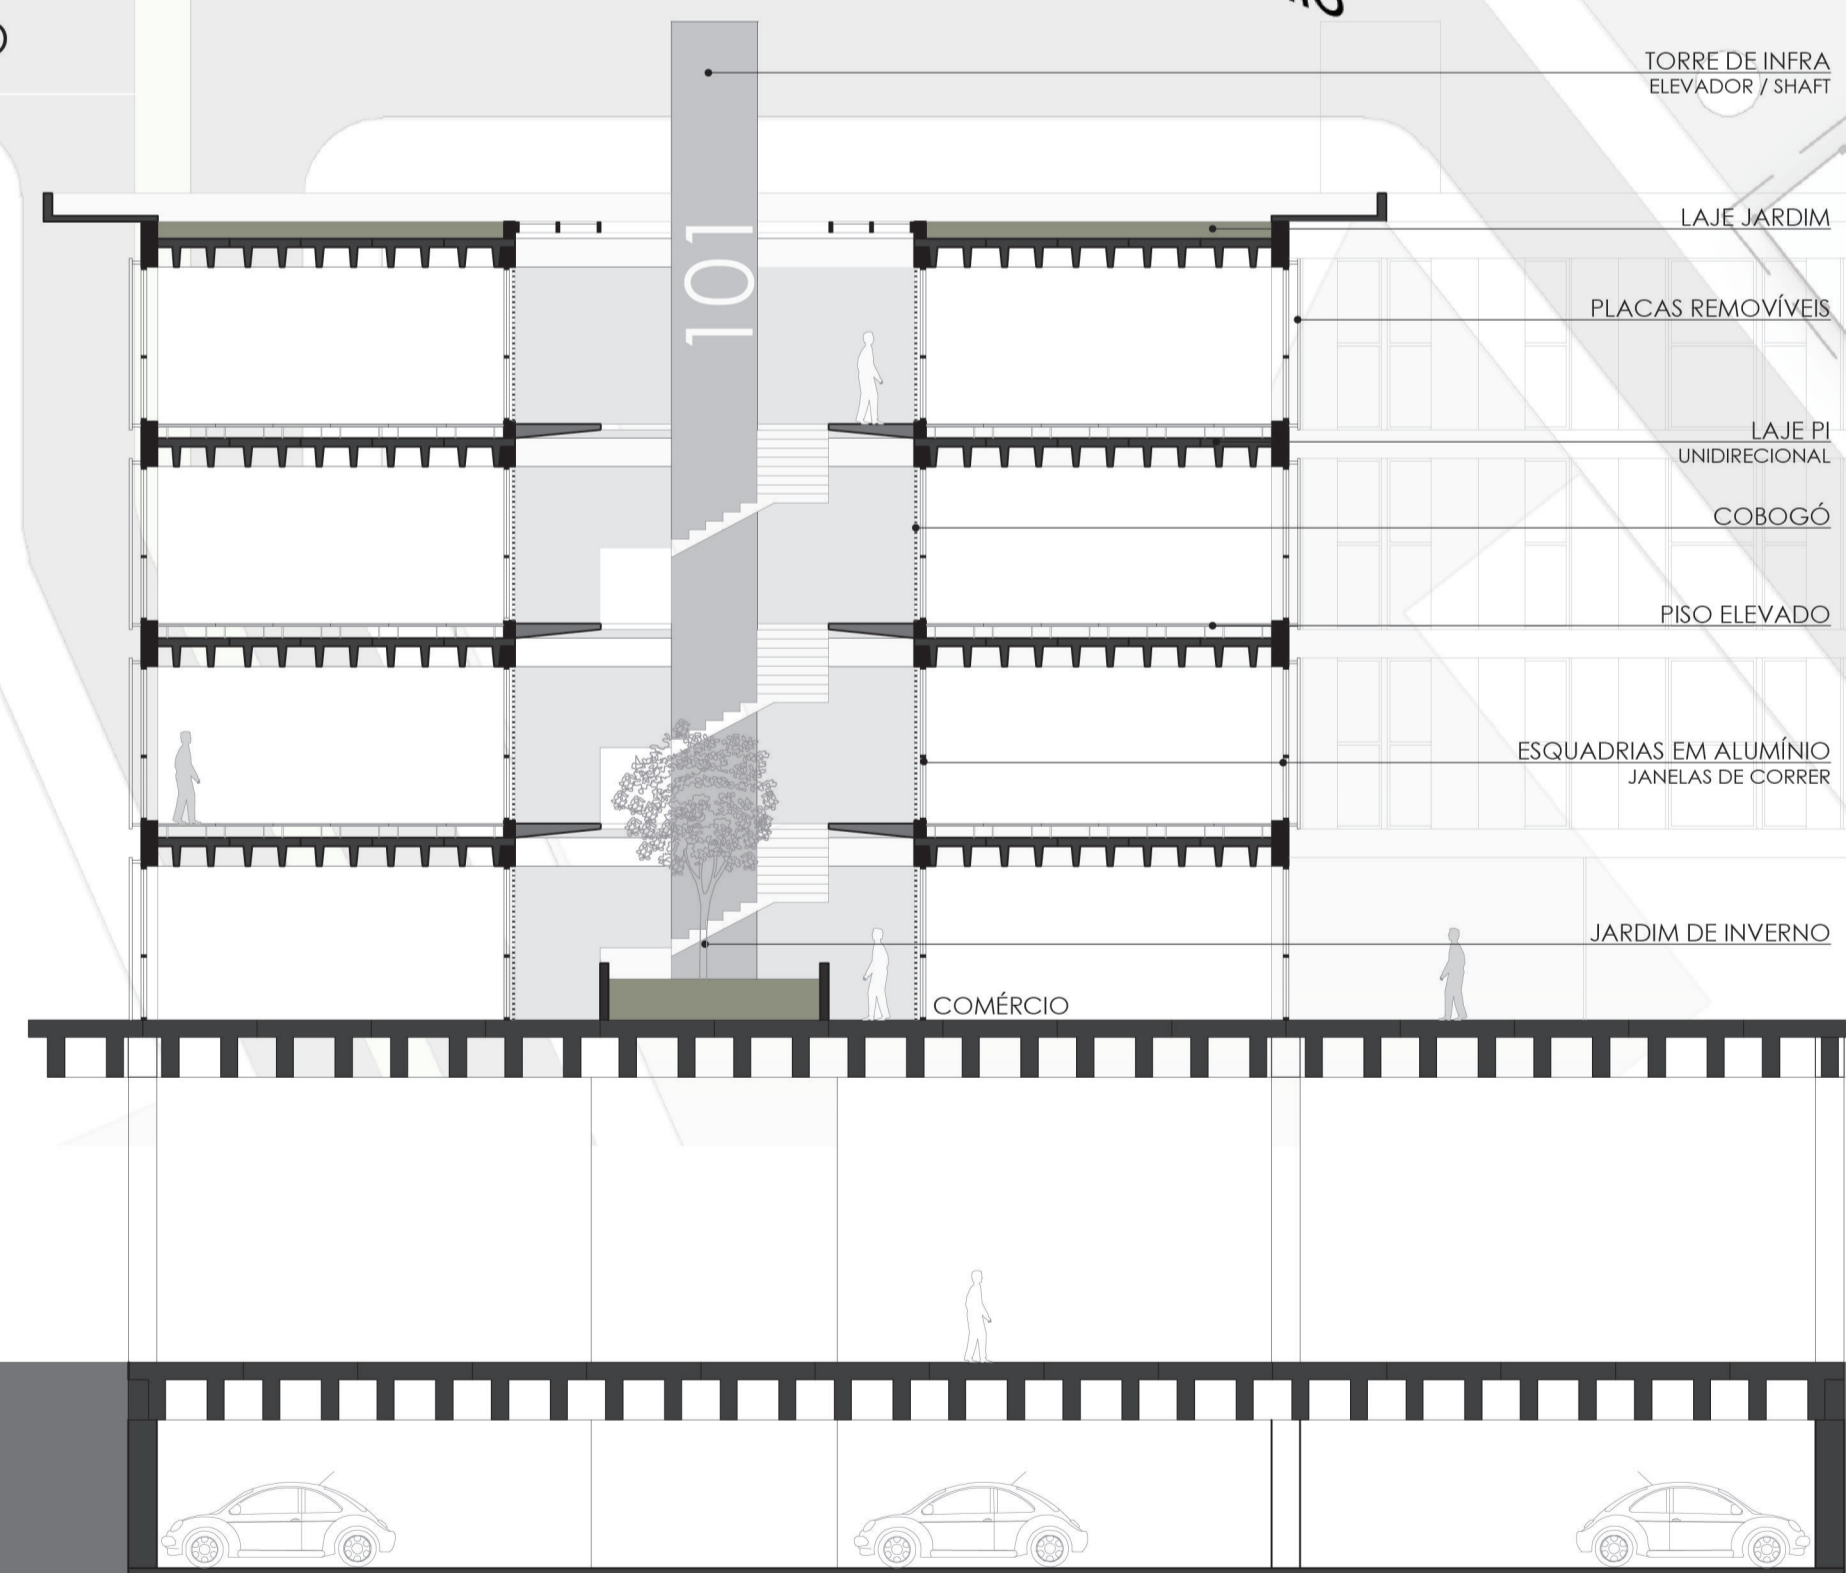 TORRE DE INFRA
ELEVADOR / SHAFT
LAJE JARDIM
101
PLACAS REMOVÍVEIS
LAJE PI
UNIDIRECIONAL
COBOGÓ
PISO ELEVADO
ESQUADRIAS EM ALUMÍNIO
JANELAS DE CORRER
JARDIM DE INVERNO
COMÉRCIO